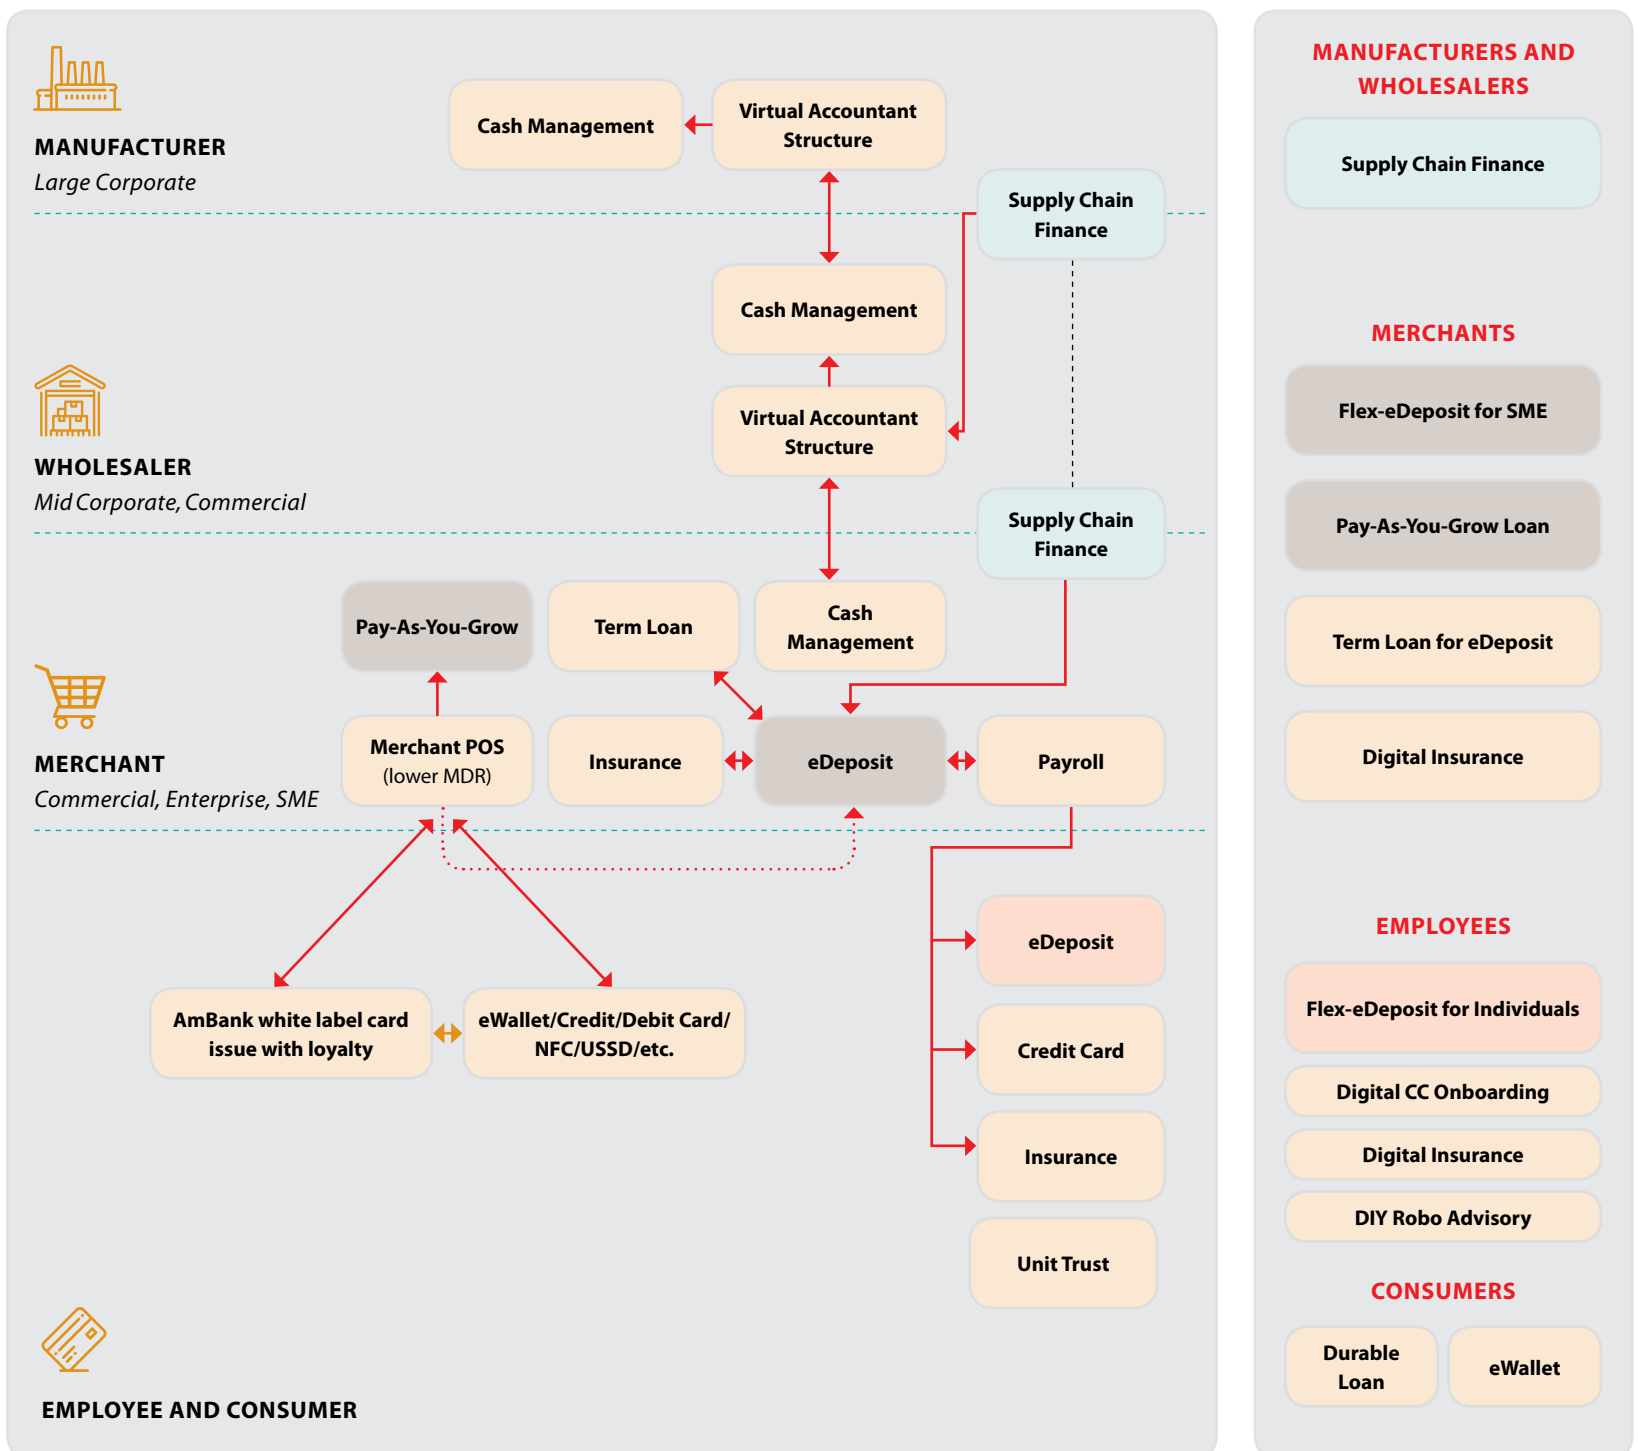 MANUFACTURER
Large Corporate
Cash Management
Virtual Accountant
Structure
Supply Chain
Finance
Cash Management
Virtual Accountant
Structure
WHOLESALER
Mid Corporate, Commercial
Supply Chain
Finance
Pay-As-You-Grow
Term Loan
Cash
Management
MERCHANT
Commercial, Enterprise, SME
Merchant POS
(lower MDR)
Insurance
eDeposit
Payroll
eDeposit
AmBank white label card
issue with loyalty
eWallet/Credit/Debit Card/
NFC/USSD/etc.
Credit Card
Insurance
Unit Trust
EMPLOYEE AND CONSUMER
MANUFACTURERS AND
WHOLESALERS
Supply Chain Finance
MERCHANTS
Flex-eDeposit for SME
Pay-As-You-Grow Loan
Term Loan for eDeposit
Digital Insurance
EMPLOYEES
Flex-eDeposit for Individuals
Digital CC Onboarding
Digital Insurance
DIY Robo Advisory
CONSUMERS
Durable
Loan
eWallet